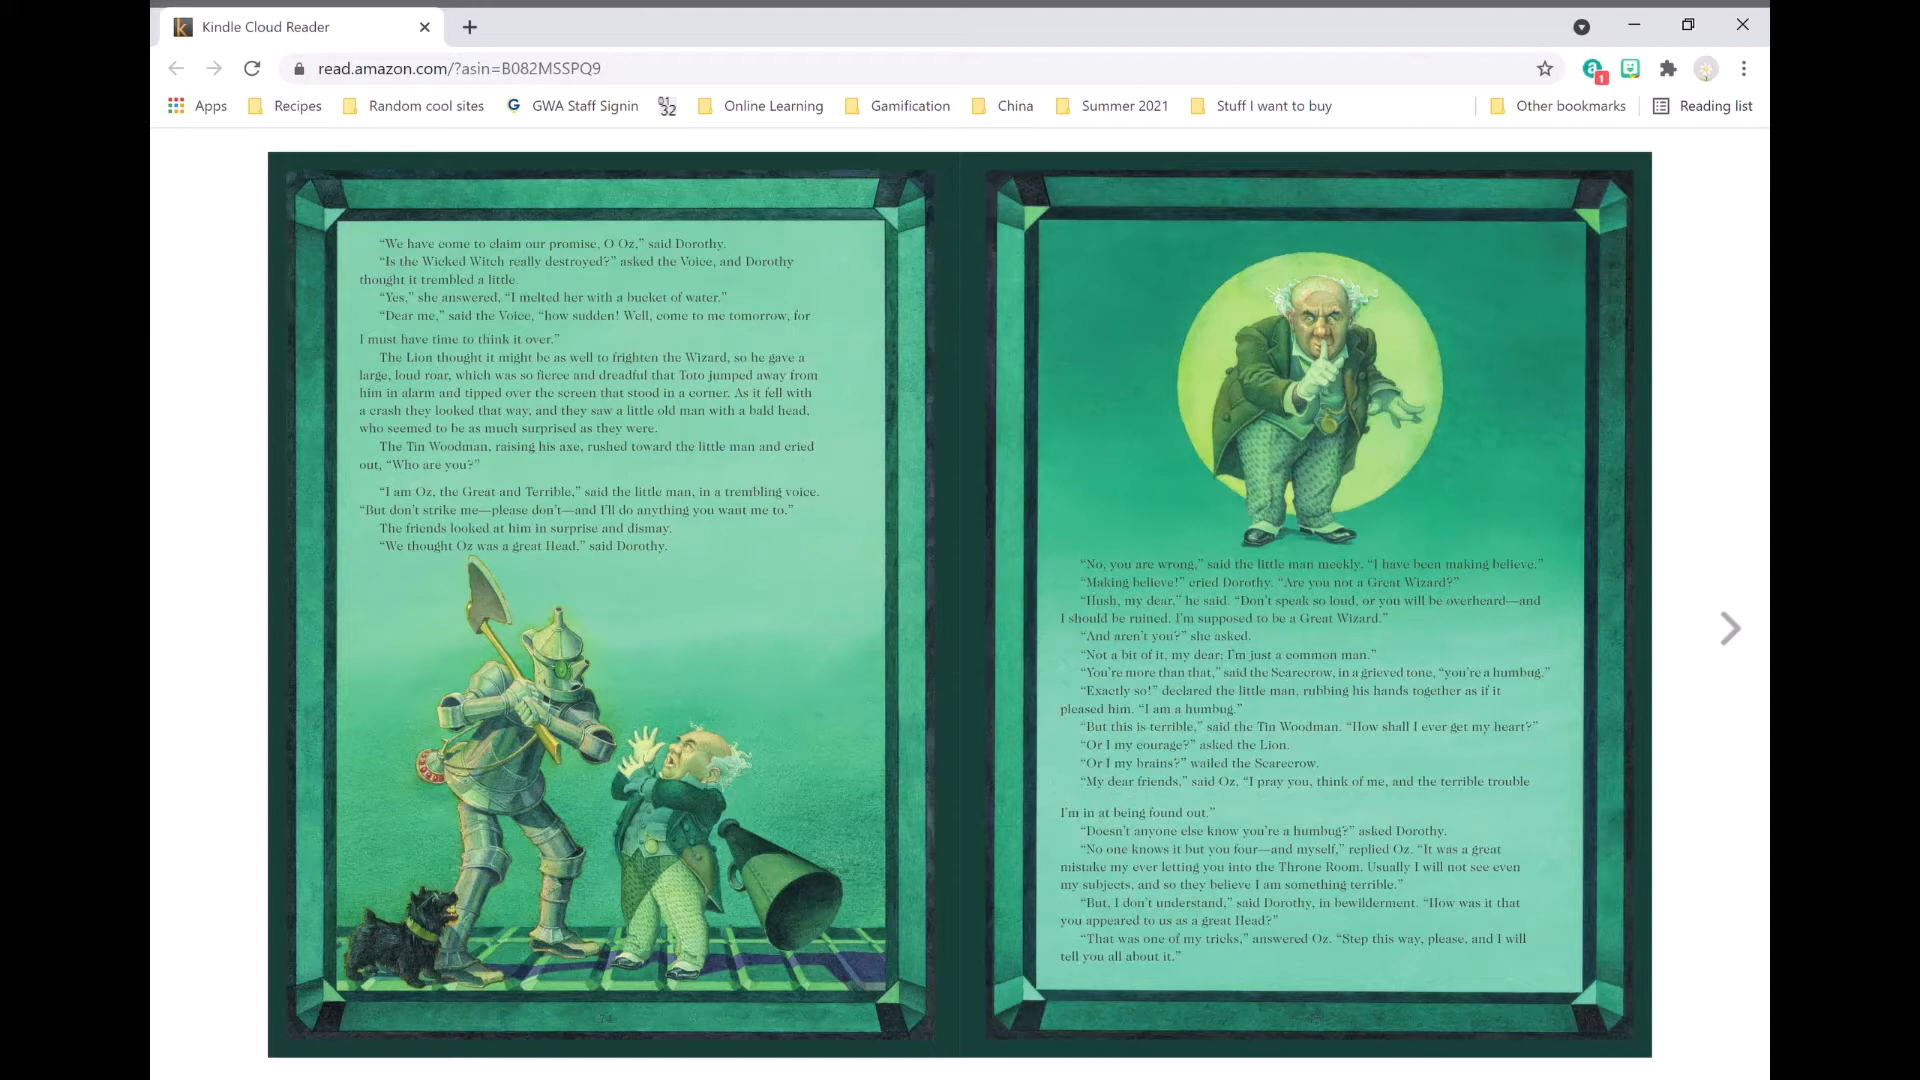 Kindle Cloud Reader
read.amazon.com/?asin=B082MSSPQ9
1
Apps
Recipes
Random cool sites
GWA Staff Signin
01
32
Online Learning
Gamification
China
Summer 2021
Stuff I want to buy
Other bookmarks
Reading list
“We have come to claim our promise, O Oz,” said Dorothy.
“Is the Wicked Witch really destroyed?” asked the Voice, and Dorothy
thought it trembled a little.
“Yes,” she answered, “I melted her with a bucket of water.”
“Dear me,” said the Voice, “how sudden! Well, come to me tomorrow, for
I must have time to think it over.”
The Lion thought it might be as well to frighten the Wizard, so he gave a
large, loud roar, which was so fierce and dreadful that Toto jumped away from
him in alarm and tipped over the screen that stood in a corner. As it fell with
a crash they looked that way, and they saw a little old man with a bald head,
who seemed to be as much surprised as they were.
The Tin Woodman, raising his axe, rushed toward the little man and cried
out, “Who are you?”
“I am Oz, the Great and Terrible,” said the little man, in a trembling voice.
“But don’t strike me—please don’t—and I’ll do anything you want me to.”
The friends looked at him in surprise and dismay.
“We thought Oz was a great Head,” said Dorothy.
74
“No, you are wrong,” said the little man meekly. “I have been making believe.”
“Making believe!” cried Dorothy. “Are you not a Great Wizard?”
“Hush, my dear,” he said. “Don’t speak so loud, or you will be overheard—and
I should be ruined. I’m supposed to be a Great Wizard.”
“And aren’t you?” she asked.
“Not a bit of it, my dear; I’m just a common man.”
“You’re more than that,” said the Scarecrow, in a grieved tone, “you’re a humbug.”
“Exactly so!” declared the little man, rubbing his hands together as if it
pleased him. “I am a humbug.”
“But this is terrible,” said the Tin Woodman. “How shall I ever get my heart?”
“Or I my courage?” asked the Lion.
“Or I my brains?” wailed the Scarecrow.
“My dear friends,” said Oz, “I pray you, think of me, and the terrible trouble
I’m in at being found out.”
“Doesn’t anyone else know you’re a humbug?” asked Dorothy.
“No one knows it but you four—and myself,” replied Oz. “It was a great
mistake my ever letting you into the Throne Room. Usually I will not see even
my subjects, and so they believe I am something terrible.”
“But, I don’t understand,” said Dorothy, in bewilderment. “How was it that
you appeared to us as a great Head?”
“That was one of my tricks,” answered Oz. “Step this way, please, and I will
tell you all about it.”